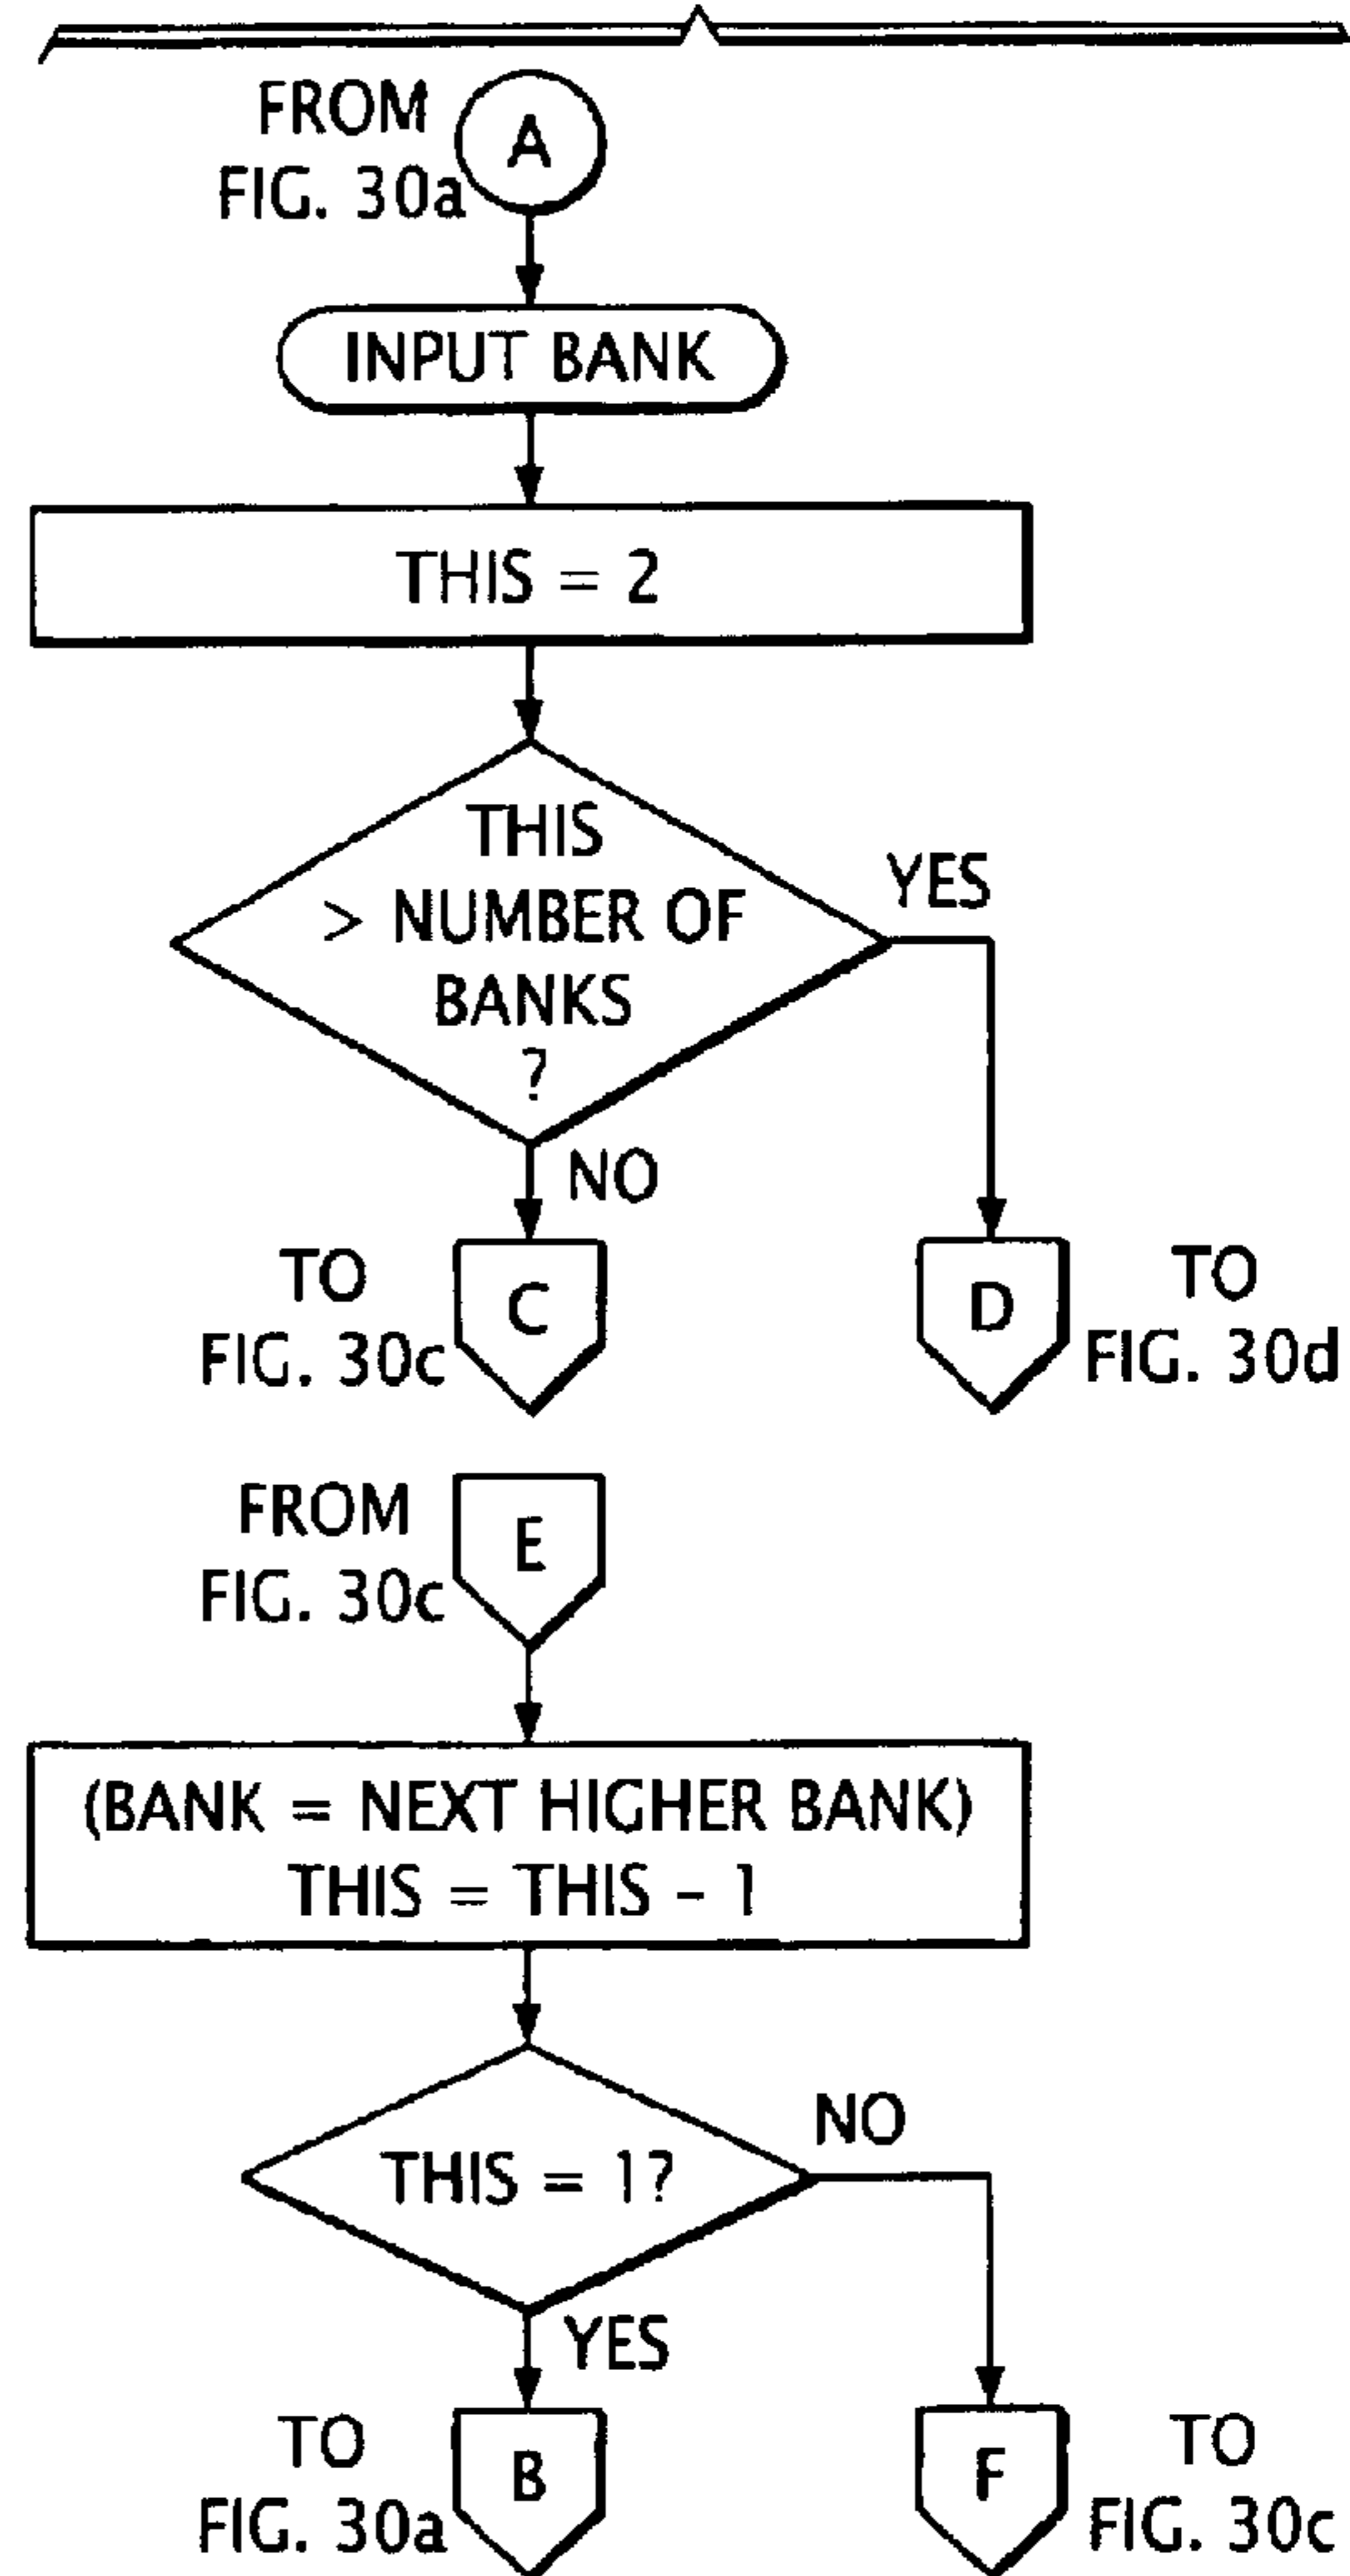 FROM
FIG. 30a
A
INPUT BANK
THIS = 2
THIS
> NUMBER OF
BANKS
?
YES
NO
TO
FIG. 30c
C
D
TO
FIG. 30d
FROM
FIG. 30c
E
(BANK = NEXT HIGHER BANK)
THIS = THIS - 1
THIS = 1?
NO
YES
TO
FIG. 30a
B
F
TO
FIG. 30c